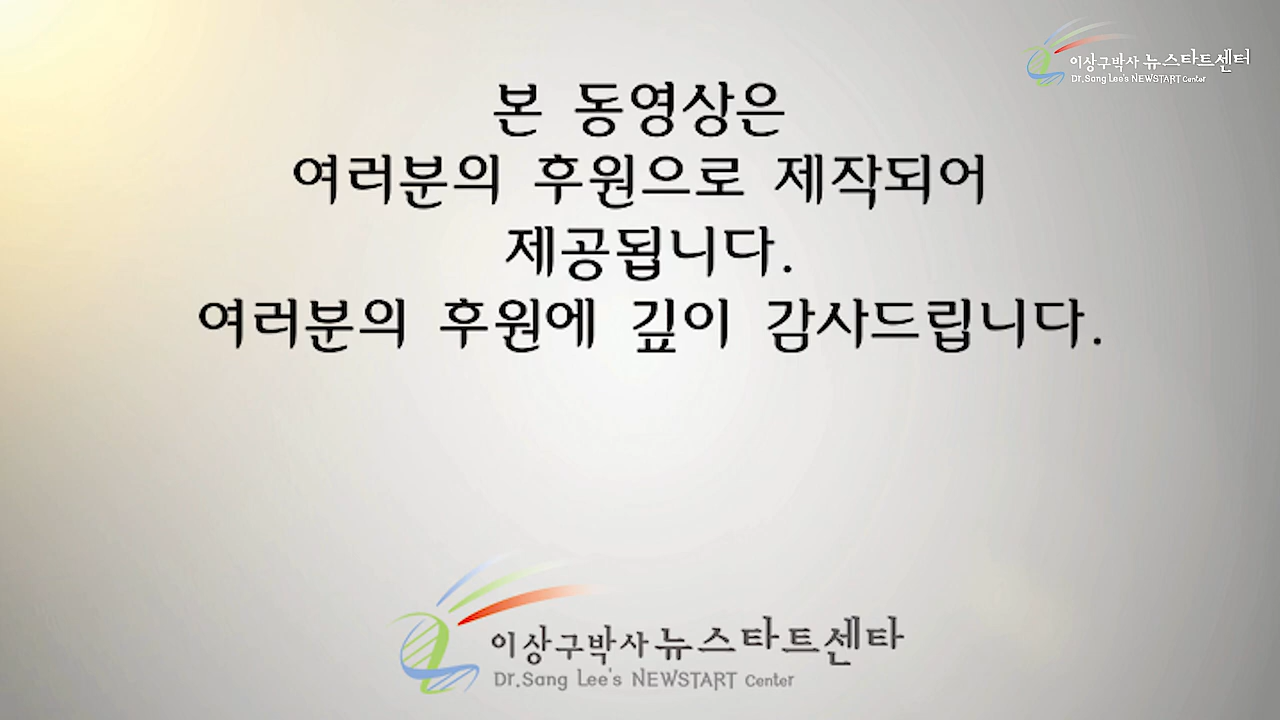 이상구박사 뉴스타트센터
Dr.Sang Lee's NEWSTART Center
본 동영상은
여러분의 후원으로 제작되어
제공됩니다.
여러분의 후원에 깊이 감사드립니다.
이상구박사 뉴스타트센타
Dr.Sang Lee's NEWSTART Center